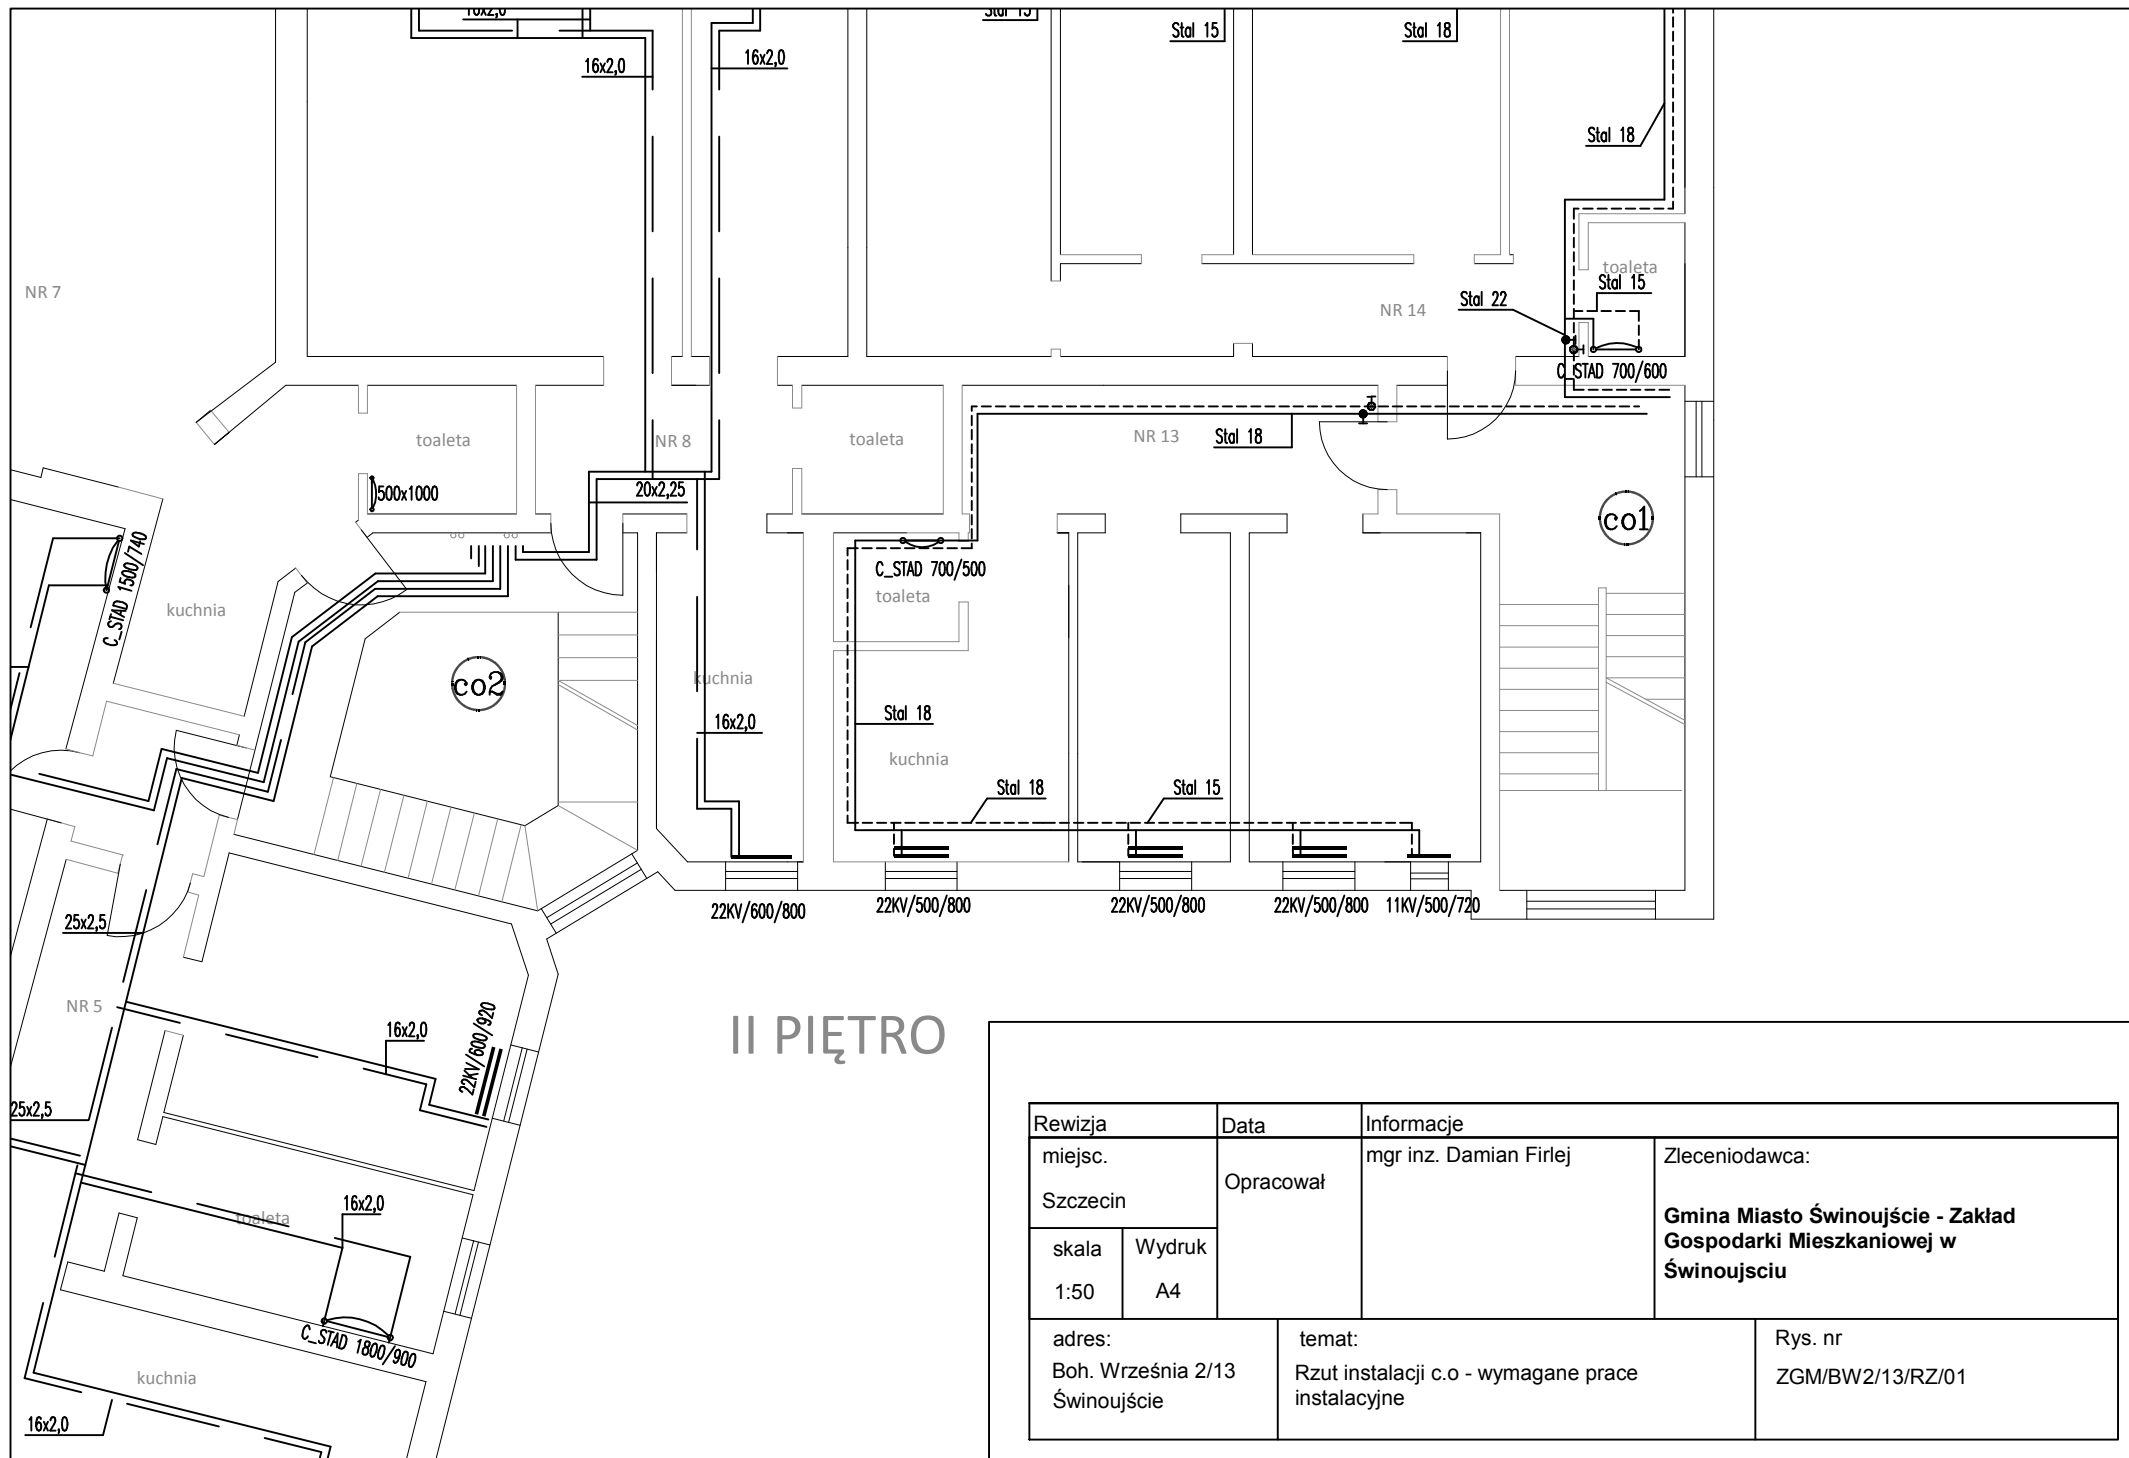 16x2,0
Stal 15
Stal 15
Stal 18
16x2,0
16x2,0
Stal 18
NR 7
toaleta
Stal 15
Stal 22
NR 14
C_STAD 700/600
toaleta
NR 8
toaleta
NR 13
Stal 18
500x1000
20x2,25
co1
C_STAD 1500/740
kuchnia
C_STAD 700/500
toaleta
co2
kuchnia
16x2,0
Stal 18
kuchnia
Stal 18
Stal 15
22KV/600/800
22KV/500/800
22KV/500/800
22KV/500/800
11KV/500/720
25x2,5
NR 5
16x2,0
22KV/600/920
II PIĘTRO
25x2,5
16x2,0
toaleta
C_STAD 1800/900
kuchnia
16x2,0
Rewizja
Data
Informacje
miejsc.
Szczecin
Opracował
mgr inz. Damian Firlej
Zleceniodawca:
Gmina Miasto Świnoujście - Zakład
Gospodarki Mieszkaniowej w
Świnoujsciu
skala
1:50
Wydruk
A4
adres:
Boh. Września 2/13
Świnoujście
temat:
Rzut instalacji c.o - wymagane prace
instalacyjne
Rys. nr
ZGM/BW2/13/RZ/01